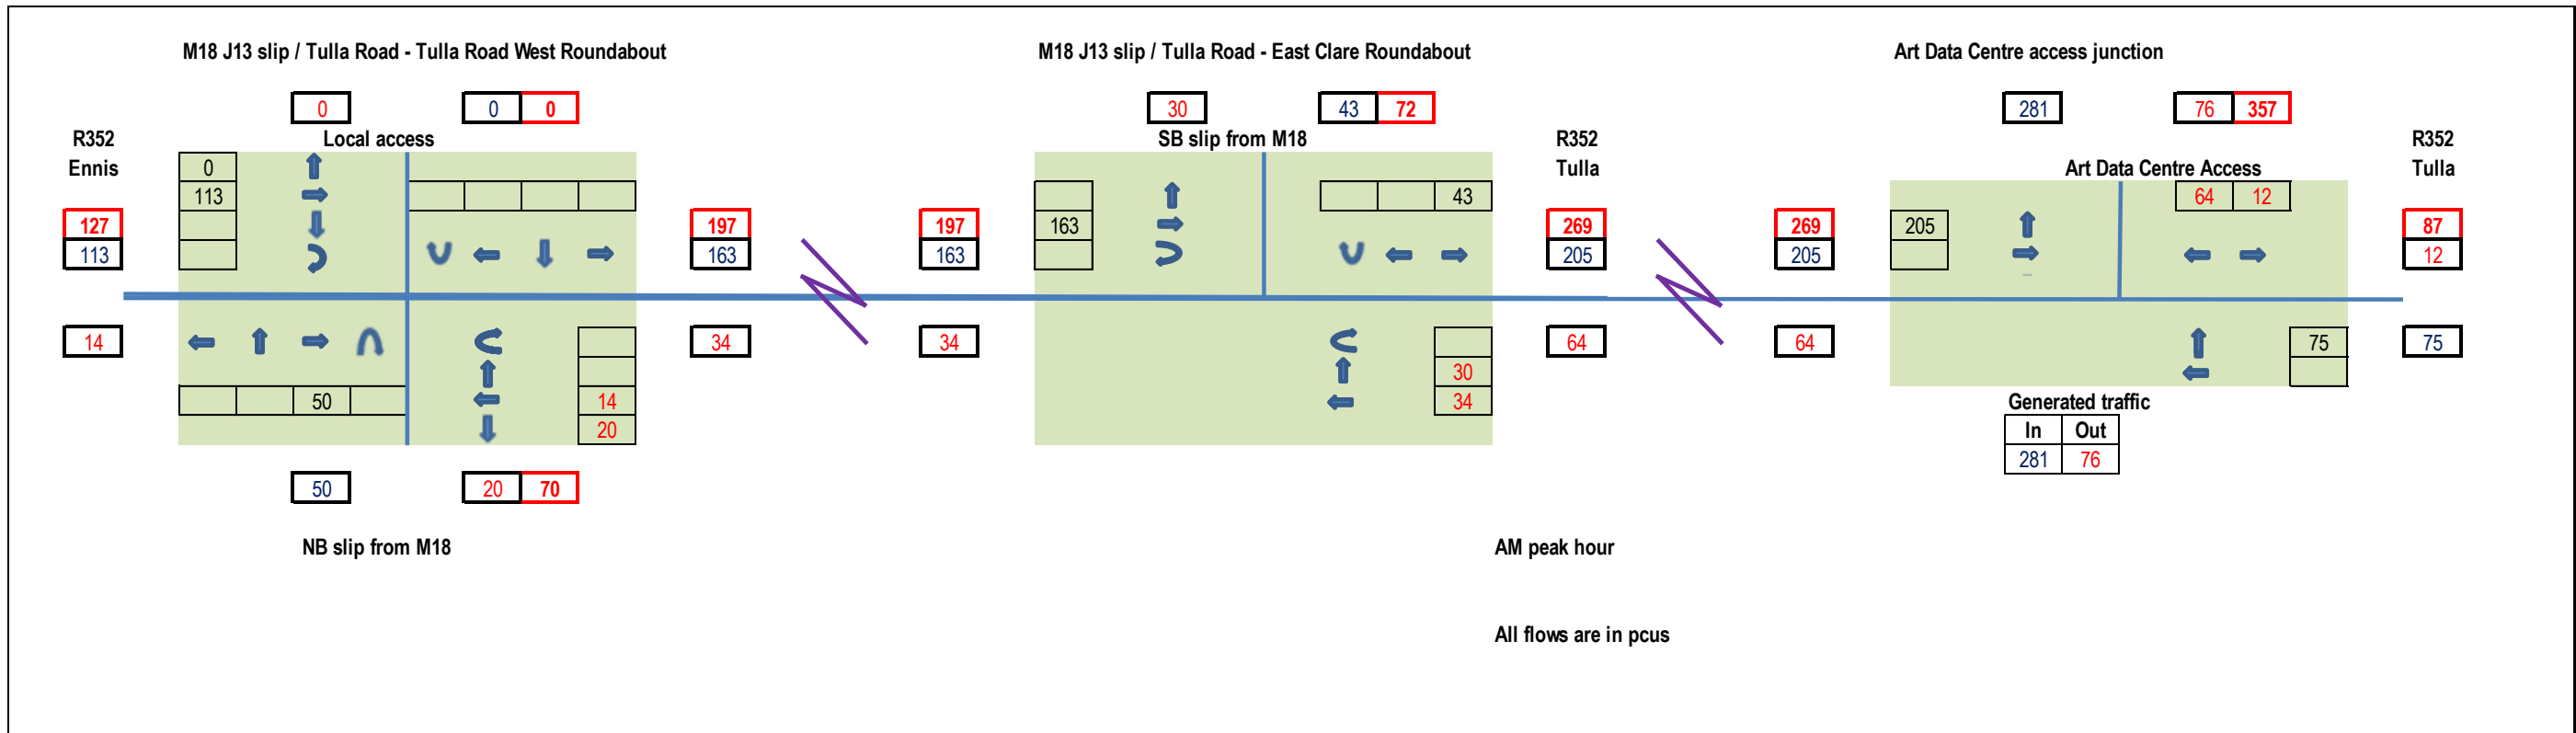 M18 J13 slip / Tulla Road - Tulla Road West Roundabout
M18 J13 slip / Tulla Road - East Clare Roundabout
Art Data Centre access junction
0 0 0
30 43 72
281 76 357
R352
Ennis
Local access
SB slip from M18
R352
Tulla
Art Data Centre Access
R352
Tulla
0
113
43
64 12
127
113
197
163
197
163
163
269
205
269
205
205
87
12
14
34
34
64
64
75
75
50
14
20
30
34
Generated traffic
In Out
281 76
50 20 70
NB slip from M18
AM peak hour
All flows are in pcus